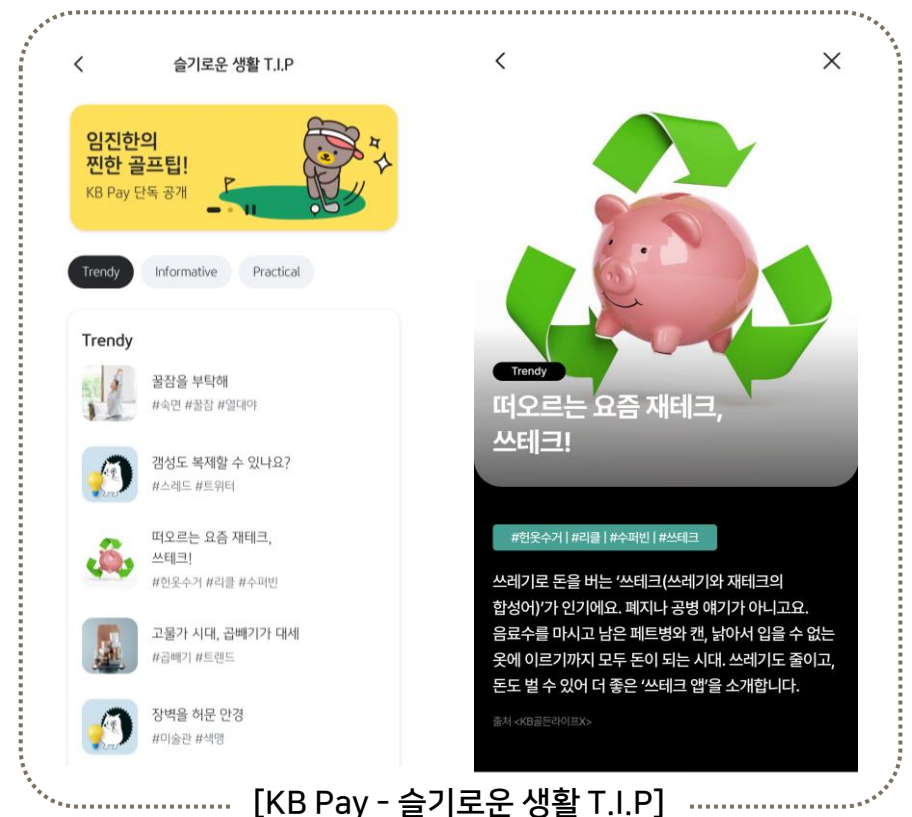 슬기로운 생활 T.I.P
임진한의
찐한 골프팁!
KB Pay 단독 공개
Trendy
Informative
Practical
Trendy
꿀잠을 부탁해
#숙면 #꿀잠 #열대야
갬성도 복제할 수 있나요?
#스레드 #트위터
떠오르는 요즘 재테크,
쓰테크!
#헌옷수거 #리클 #수퍼빈
고물가 시대, 곱빼기가 대세
#곱빼기 #트렌드
장벽을 허문 안경
#미술관 #색맹
Trendy
떠오르는 요즘 재테크,
쓰테크!
#헌옷수거 | #리클 | #수퍼빈 | #쓰테크
쓰레기로 돈을 버는 ‘쓰테크(쓰레기와 재테크의
합성어)’가 인기에요. 폐지나 공병 얘기가 아니고요.
음료수를 마시고 남은 페트병와 캔, 낡아서 입을 수 없는
옷에 이르기까지 모두 돈이 되는 시대. 쓰레기도 줄이고,
돈도 벌 수 있어 더 좋은 ‘쓰테크 앱’을 소개합니다.
출처 <KB골든라이프X>
[KB Pay - 슬기로운 생활 T.I.P]